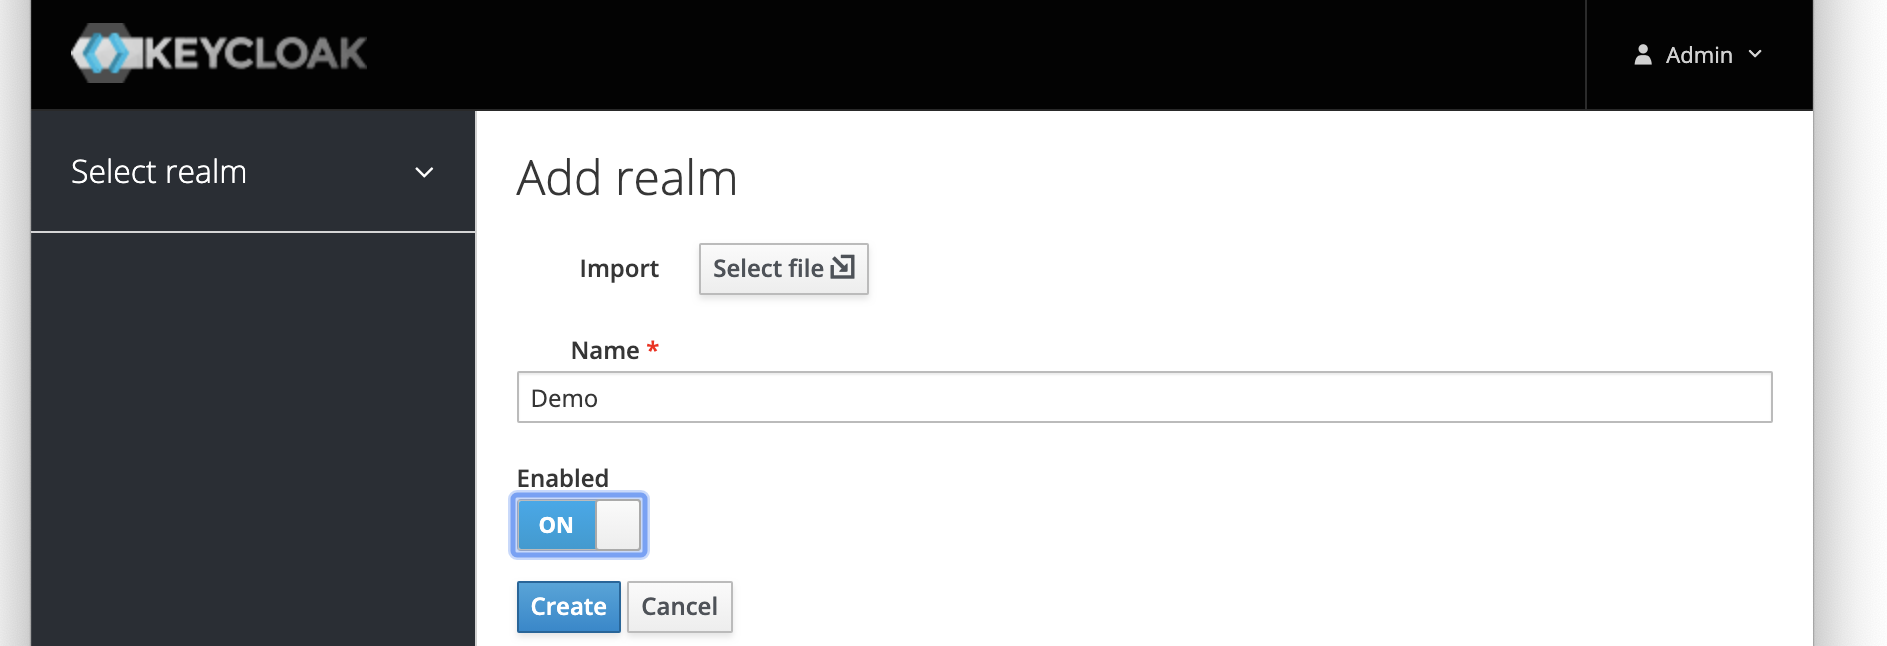 KEYCLOAK
Admin
Select realm
Add realm
Import
Select file
Name *
Demo
Enabled
ON
Create Cancel